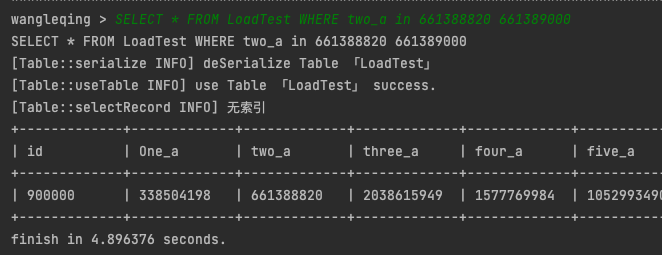 wangleqing > SELECT * FROM LoadTest WHERE two_a in 661388820 661389000
SELECT * FROM LoadTest WHERE two_a in 661388820 661389000
[Table::serialize INFO] deSerialize Table 「LoadTest」
[Table::useTable INFO] use Table 「LoadTest」 success.
[Table::selectRecord INFO] 无索引
+-------------+-------------+-------------+-------------+-------------+---------
| id | One_a | two_a | three_a | four_a | five_a
+-------------+-------------+-------------+-------------+-------------+---------
| 900000 | 338504198 | 661388820 | 2038615949 | 1577769984 | 105299349
+-------------+-------------+-------------+-------------+-------------+---------
finish in 4.896376 seconds.